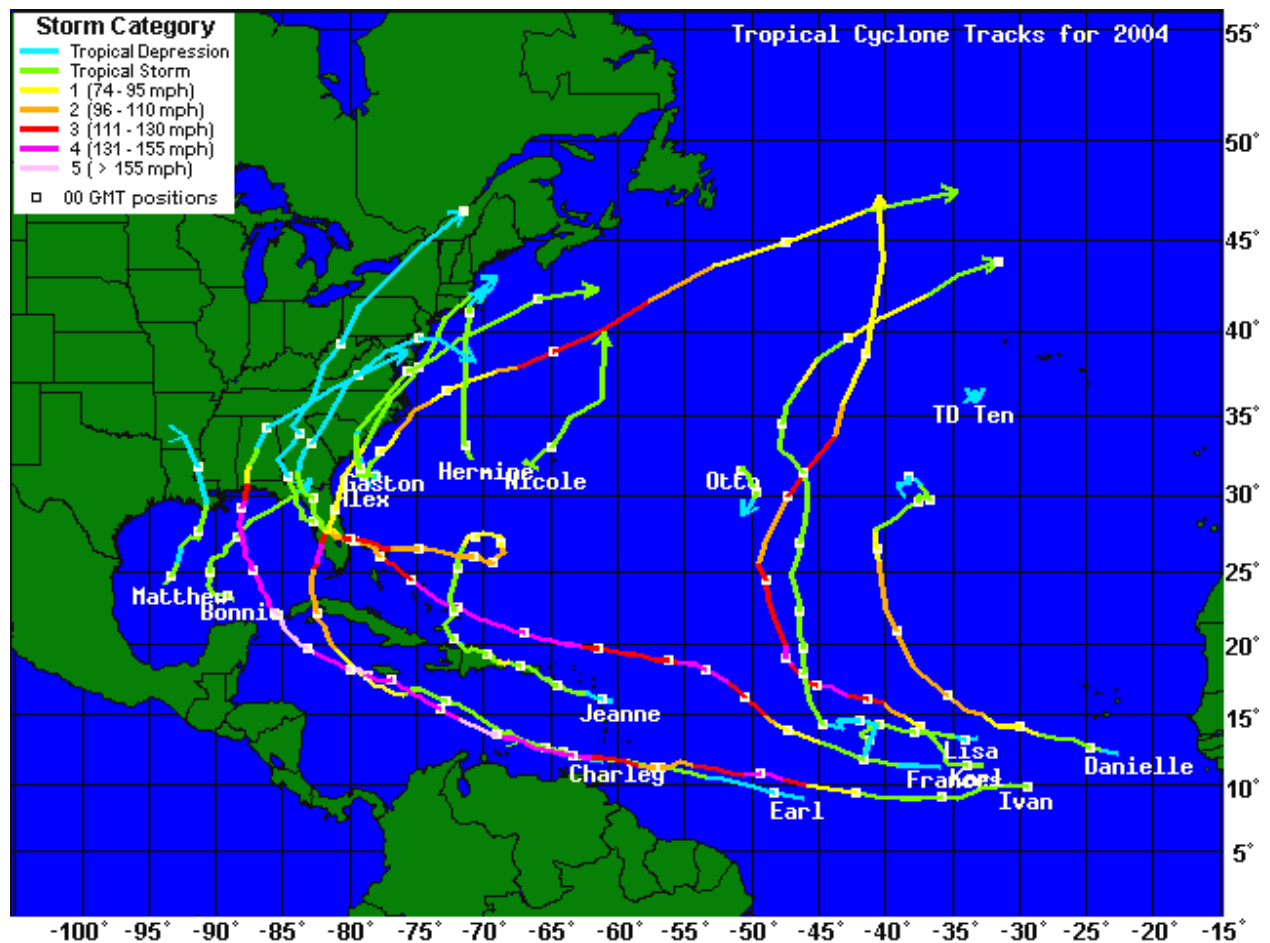 Storm Category
Tropical Depression
Tropical Storm
1 (74 - 95 mph)
2 (96 - 110 mph)
3 (111 - 130 mph)
4 (131 - 155 mph)
5 ( > 155 mph)
00 GMT positions
Tropical Cyclone Tracks for 2004
55°
50°
45°
40°
TD Ten
35°
Hermine
Nicole
Otto
Gaston
Alex
30°
25°
Matthew
Bonnie
20°
Jeanne
15°
Lisa
Danielle
Charley
Frances
Karl
Ivan
Earl
10°
5°
-100° -95° -90° -85° -80° -75° -70° -65° -60° -55° -50° -45° -40° -35° -30° -25° -20° -15°